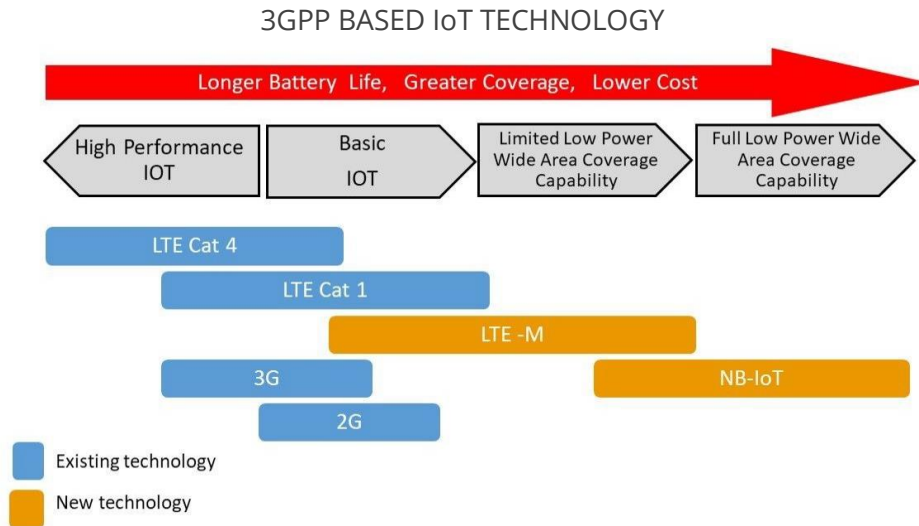 3GPP BASED IoT TECHNOLOGY
Longer Battery Life, Greater Coverage, Lower Cost
High Performance
IOT
Basic
IOT
Limited Low Power
Wide Area Coverage
Capability
Full Low Power Wide
Area Coverage
Capability
LTE Cat 4
LTE Cat 1
LTE -M
3G
NB-IoT
2G
Existing technology
New technology